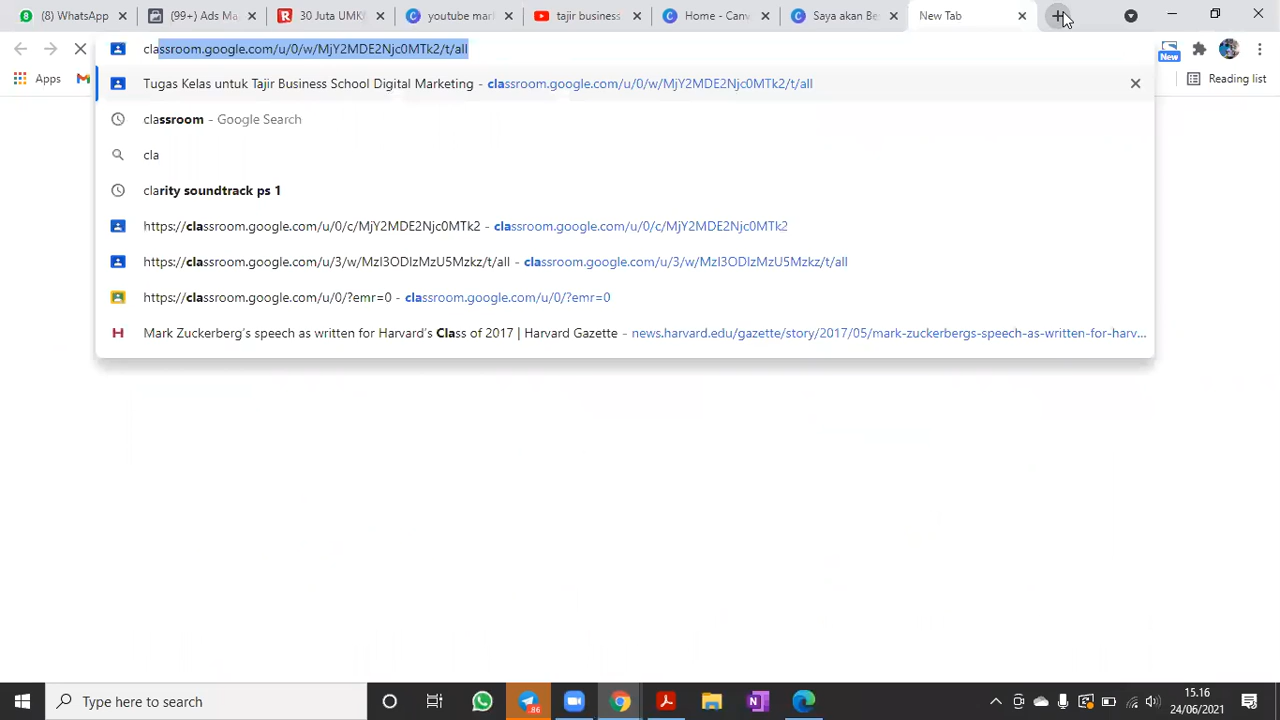 (8) WhatsApp
(99+) Ads Ma
30 Juta UMK
youtube mar
tajir business
Home - Canv
Saya akan Be
New Tab
classroom.google.com/u/0/w/MjY2MDE2Njc0MTk2/t/all
New
Apps
Reading list
Tugas Kelas untuk Tajir Business School Digital Marketing - classroom.google.com/u/0/w/MjY2MDE2Njc0MTk2/t/all
classroom - Google Search
cla
clarity soundtrack ps 1
https://classroom.google.com/u/0/c/MjY2MDE2Njc0MTk2 - classroom.google.com/u/0/c/MjY2MDE2Njc0MTk2
https://classroom.google.com/u/3/w/MzI3ODIzMzU5Mzkz/t/all - classroom.google.com/u/3/w/MzI3ODIzMzU5Mzkz/t/all
https://classroom.google.com/u/0/?emr=0 - classroom.google.com/u/0/?emr=0
Mark Zuckerberg's speech as written for Harvard's Class of 2017 | Harvard Gazette - news.harvard.edu/gazette/story/2017/05/mark-zuckerbergs-speech-as-written-for-harv...
Type here to search
86
15.16
24/06/2021